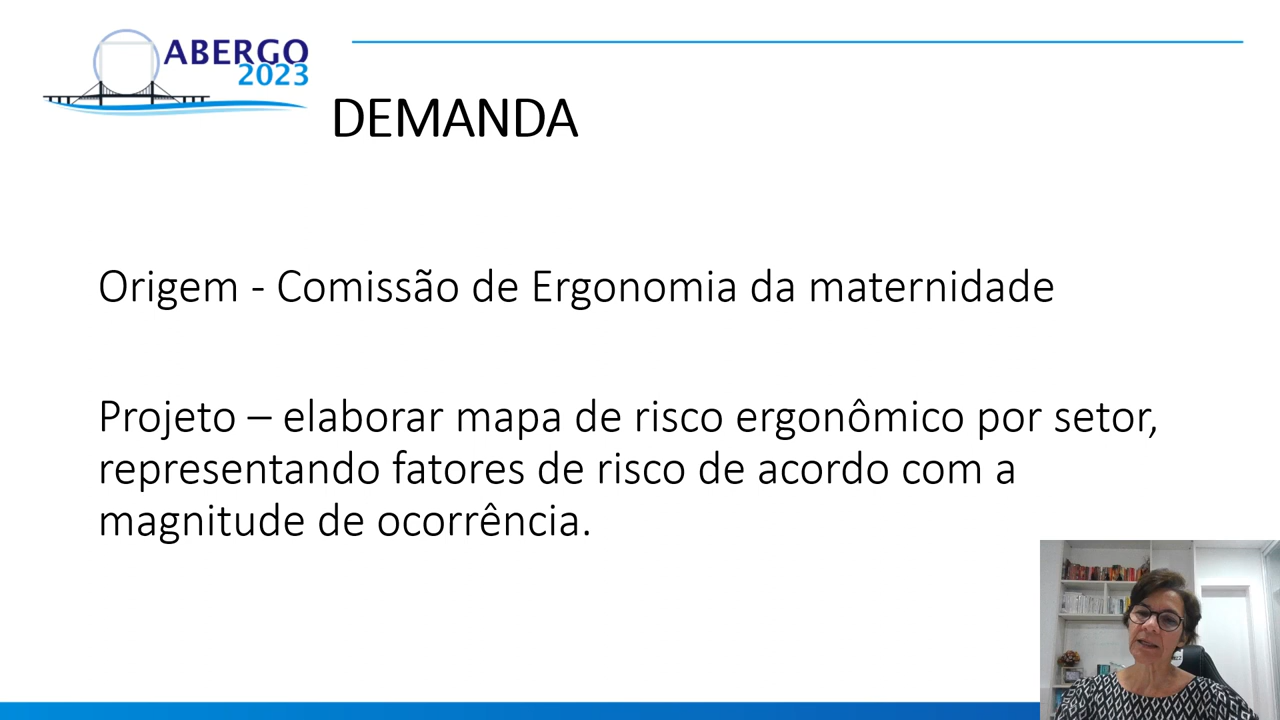 ABERGO
2023
DEMANDA
Origem - Comissão de Ergonomia da maternidade
Projeto – elaborar mapa de risco ergonômico por setor,
representando fatores de risco de acordo com a
magnitude de ocorrência.